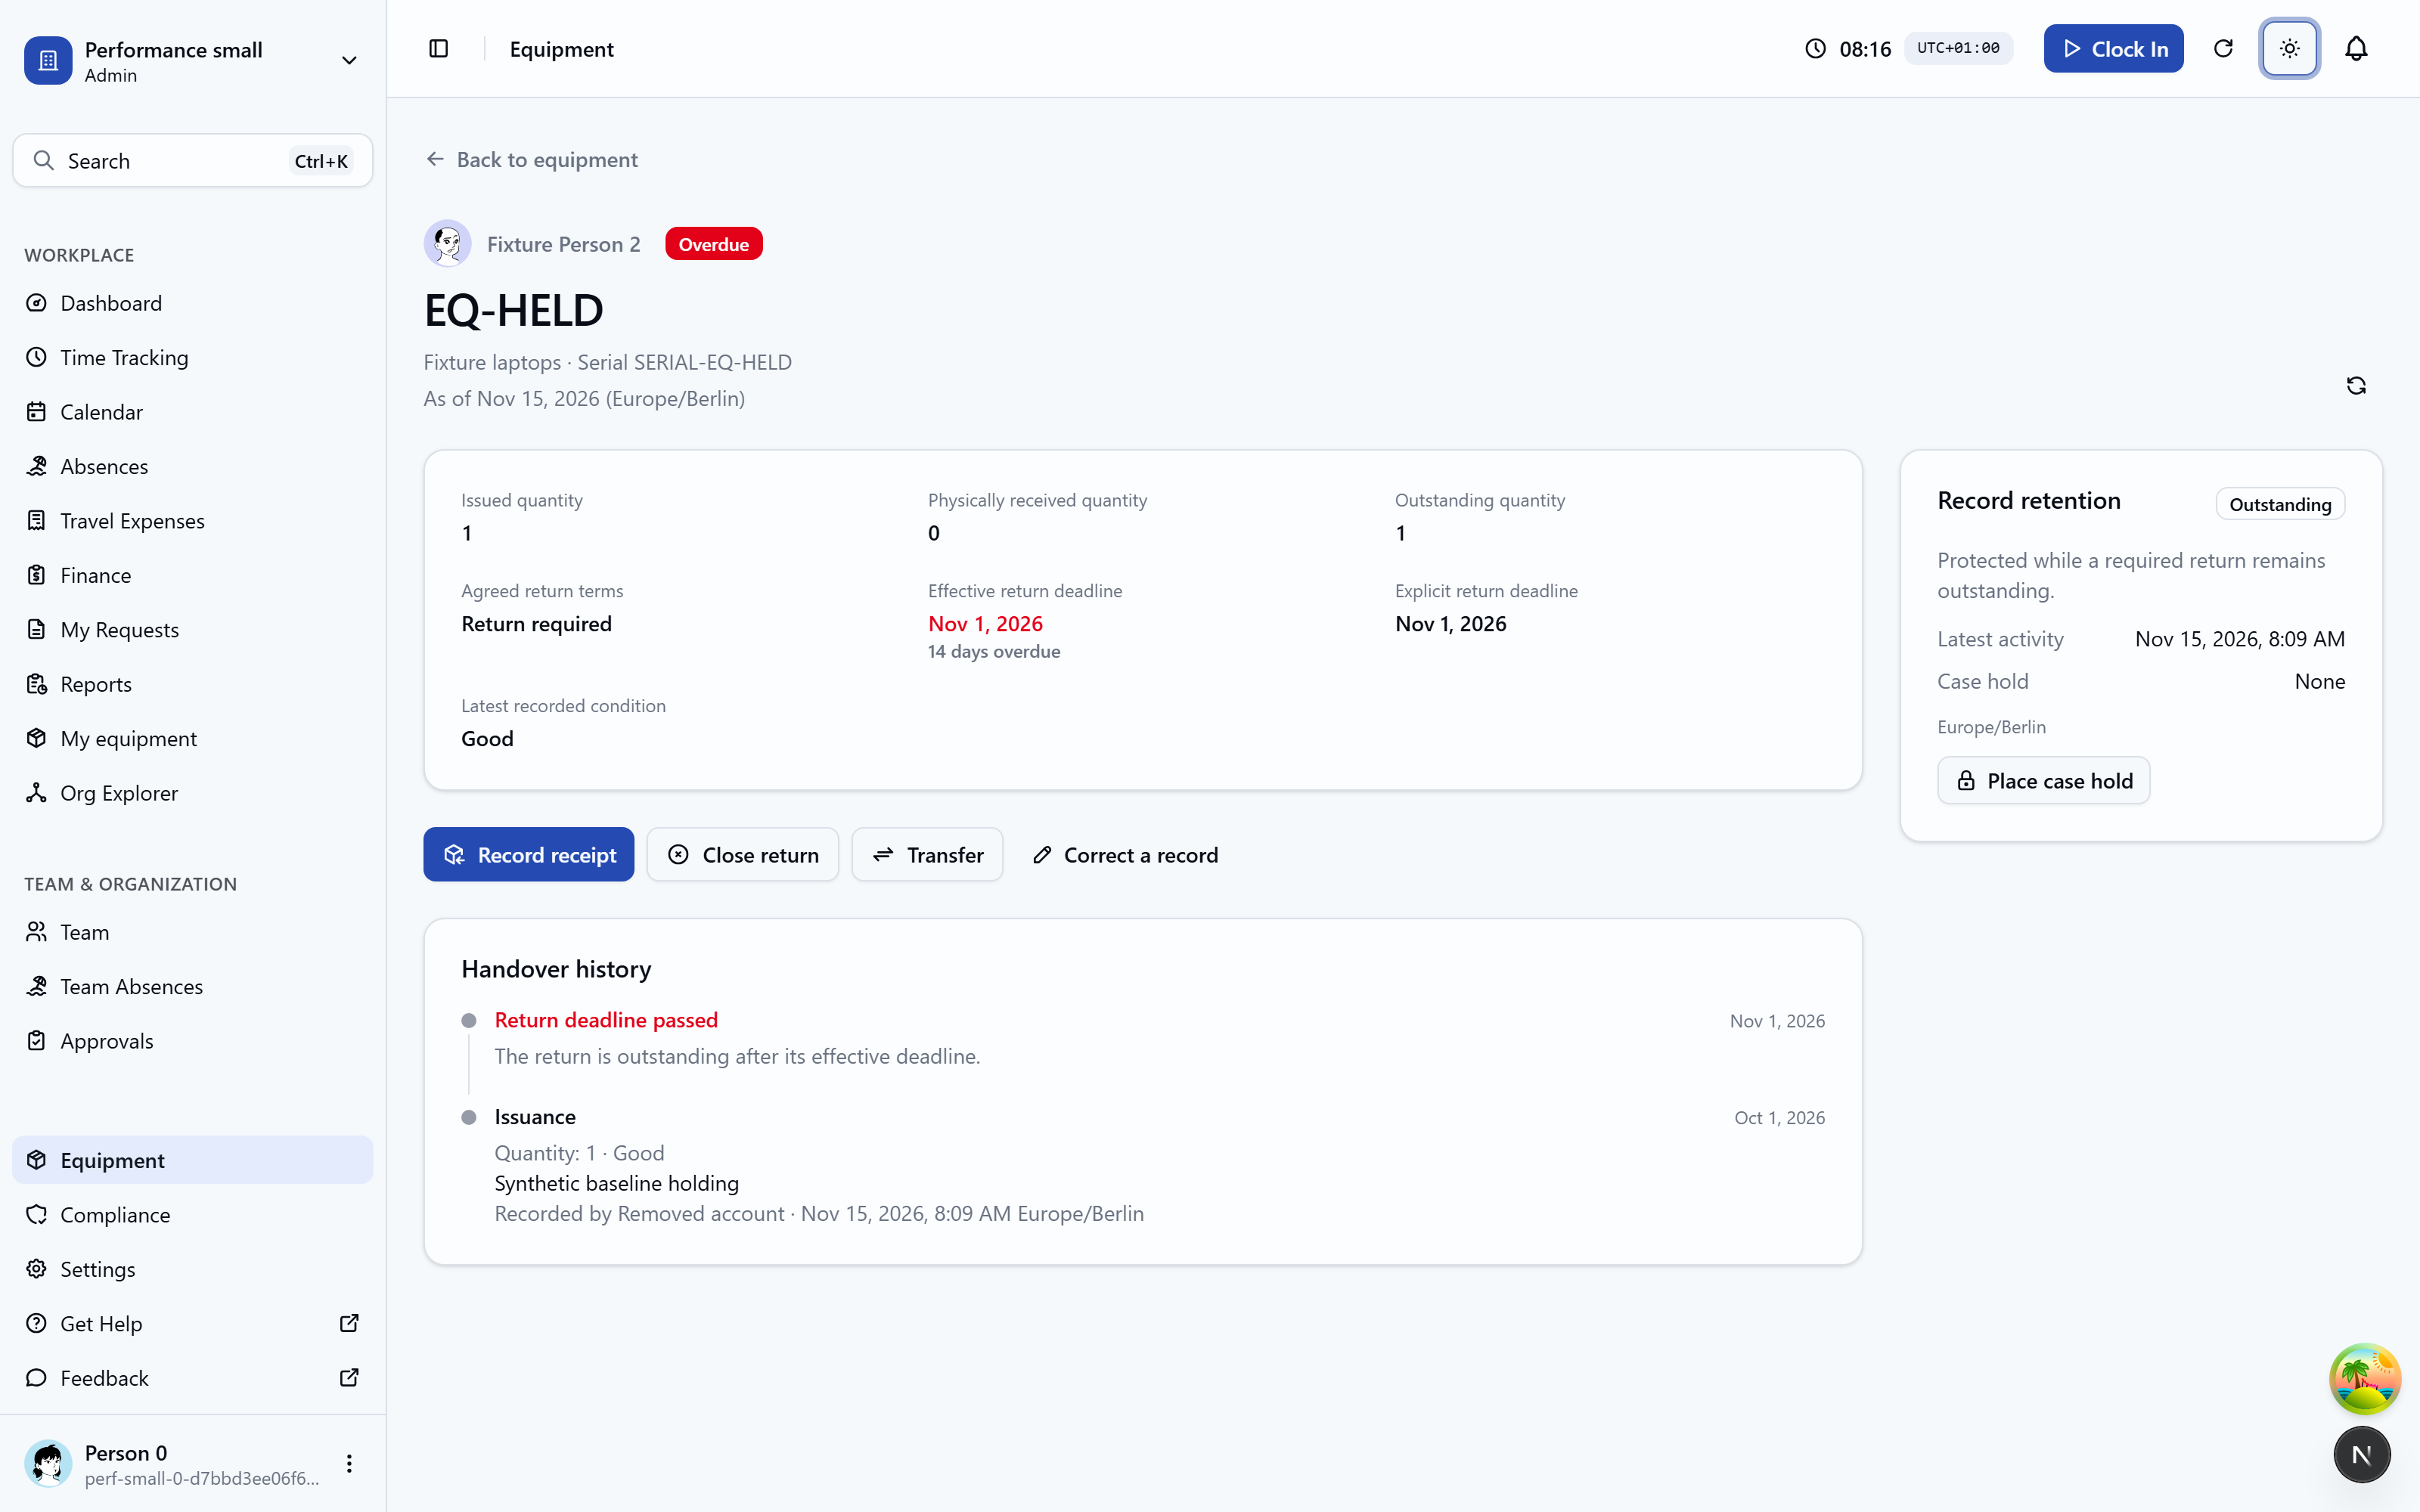 Performance small
Admin
Search
Ctrl+K
WORKPLACE
Dashboard
Time Tracking
Calendar
Absences
Travel Expenses
Finance
My Requests
Reports
My equipment
Org Explorer
TEAM & ORGANIZATION
Team
Team Absences
Approvals
Equipment
Compliance
Settings
Get Help
Feedback
Person 0
perf-small-0-d7bbd3ee06f6...
Equipment
08:16
UTC+01:00
Clock In
Back to equipment
Fixture Person 2
Overdue
EQ-HELD
Fixture laptops · Serial SERIAL-EQ-HELD
As of Nov 15, 2026 (Europe/Berlin)
Issued quantity
1
Physically received quantity
0
Outstanding quantity
1
Agreed return terms
Return required
Effective return deadline
Nov 1, 2026
14 days overdue
Explicit return deadline
Nov 1, 2026
Latest recorded condition
Good
Record receipt
Close return
Transfer
Correct a record
Handover history
Return deadline passed
Nov 1, 2026
The return is outstanding after its effective deadline.
Issuance
Oct 1, 2026
Quantity: 1 · Good
Synthetic baseline holding
Recorded by Removed account · Nov 15, 2026, 8:09 AM Europe/Berlin
Record retention
Outstanding
Protected while a required return remains
outstanding.
Latest activity
Nov 15, 2026, 8:09 AM
Case hold
None
Europe/Berlin
Place case hold
N